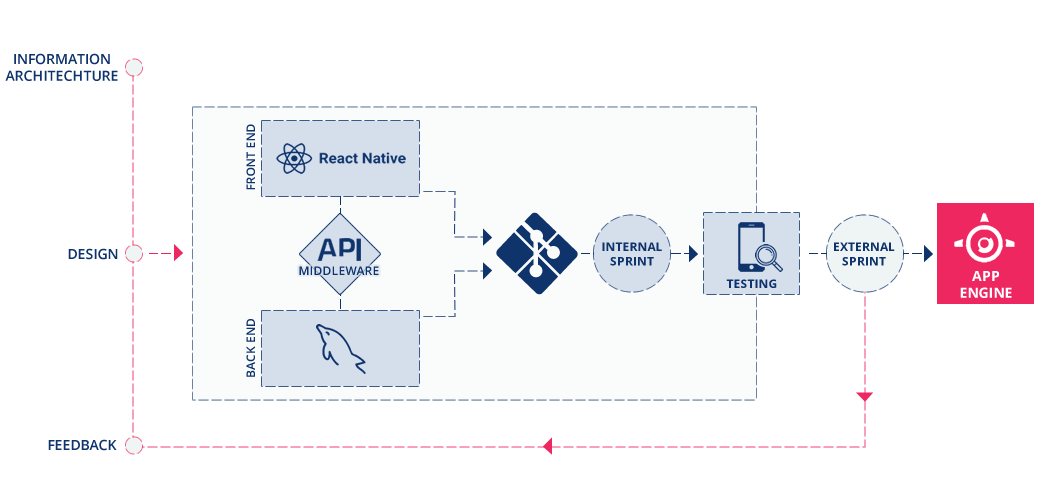 INFORMATION
ARCHITECHTURE
FRONT END
React Native
API
MIDDLEWARE
BACK END
DESIGN
INTERNAL
SPRINT
TESTING
EXTERNAL
SPRINT
APP
ENGINE
FEEDBACK